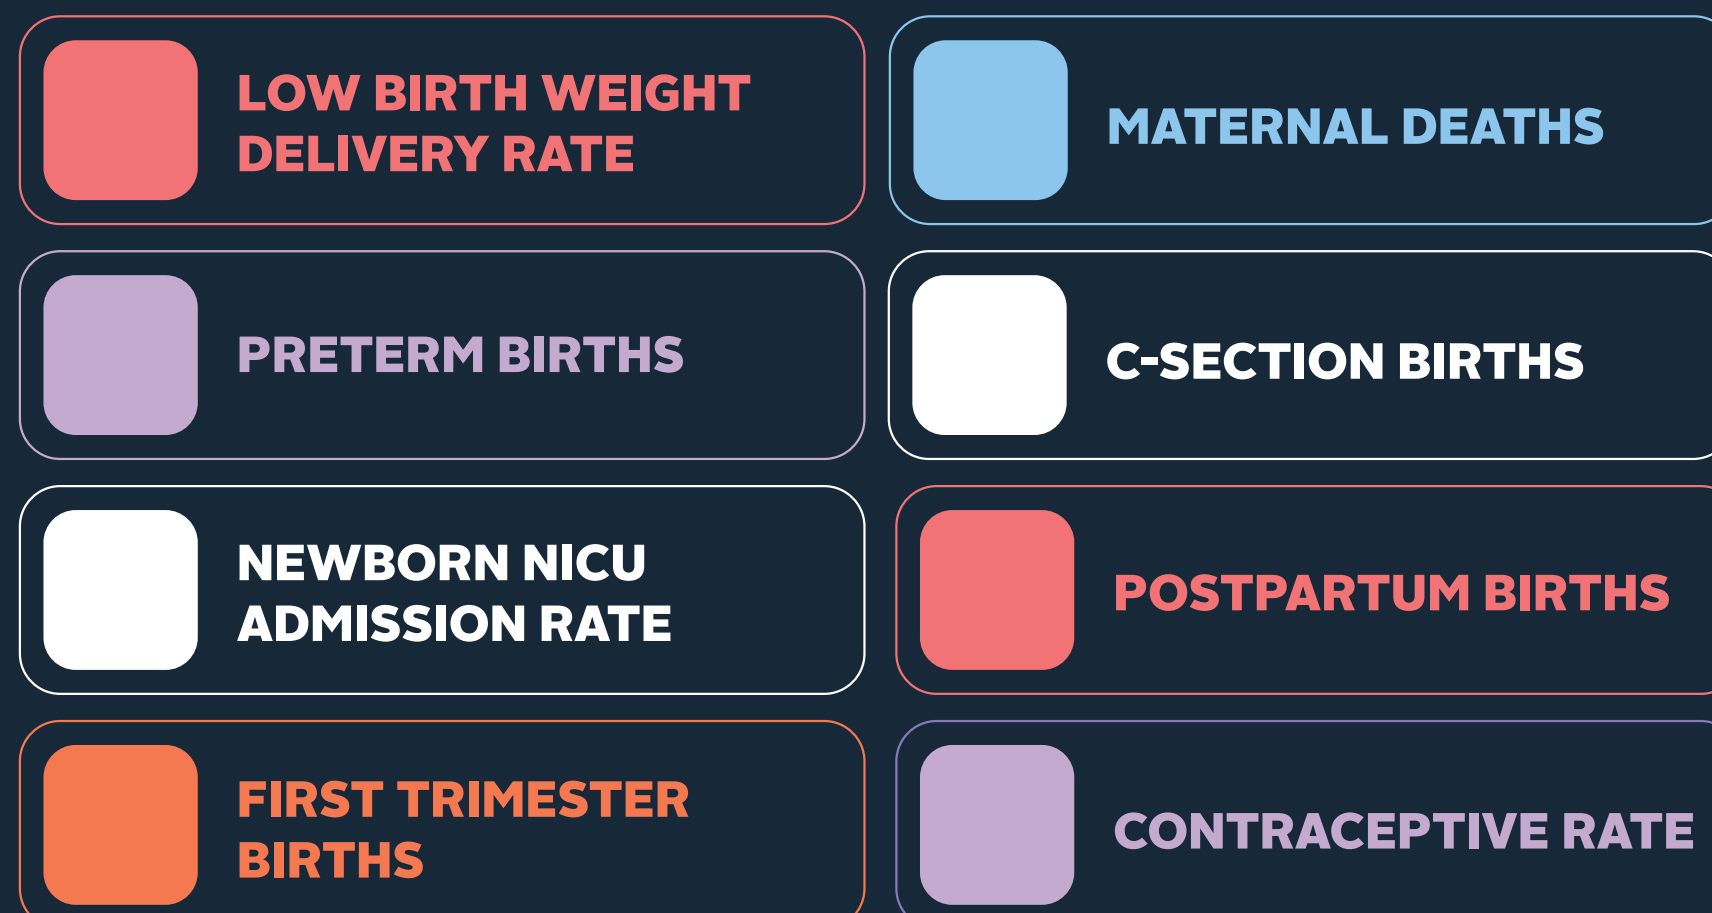 LOW BIRTH WEIGHT
DELIVERY RATE
MATERNAL DEATHS
PRETERM BIRTHS
C-SECTION BIRTHS
NEWBORN NICU
ADMISSION RATE
POSTPARTUM BIRTHS
FIRST TRIMESTER
BIRTHS
CONTRACEPTIVE RATE